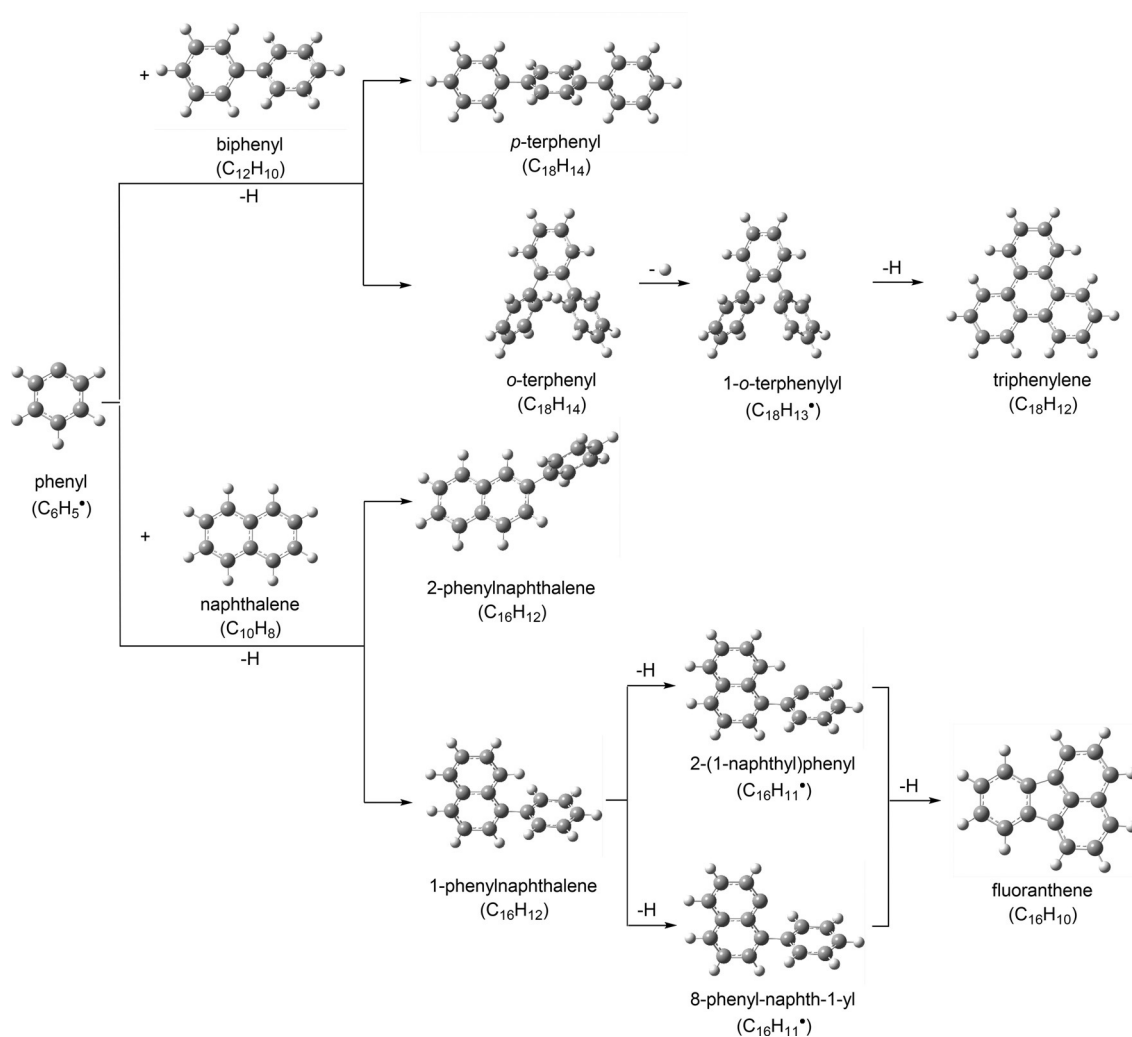 +
biphenyl
(C₁₂H₁₀)
-H
p-terphenyl
(C₁₈H₁₄)
o-terphenyl
(C₁₈H₁₄)
-
1-o-terphenylyl
(C₁₈H₁₃•)
-H
triphenylene
(C₁₈H₁₂)
phenyl
(C₆H₅•)
+
naphthalene
(C₁₀H₈)
-H
2-phenylnaphthalene
(C₁₆H₁₂)
1-phenylnaphthalene
(C₁₆H₁₂)
-H
2-(1-naphthyl)phenyl
(C₁₆H₁₁•)
-H
8-phenyl-naphth-1-yl
(C₁₆H₁₁•)
-H
fluoranthene
(C₁₆H₁₀)